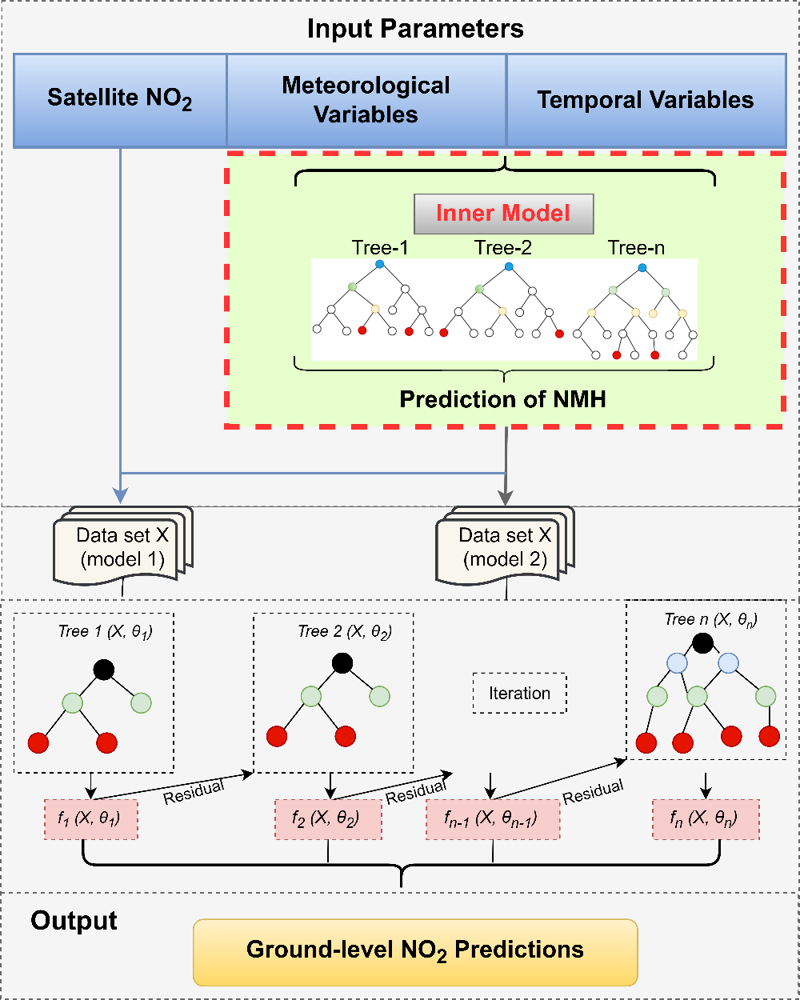 Input Parameters
Satellite NO₂
Meteorological
Variables
Temporal Variables
Inner Model
Tree-1
Tree-2
Tree-n
Prediction of NMH
Data set X
(model 1)
Data set X
(model 2)
Tree 1 (X, θ₁)
Tree 2 (X, θ₂)
Iteration
Tree n (X, θₙ)
Residual
Residual
Residual
f₁ (X, θ₁)
f₂ (X, θ₂)
fₙ₋₁ (X, θₙ₋₁)
fₙ (X, θₙ)
Output
Ground-level NO₂ Predictions